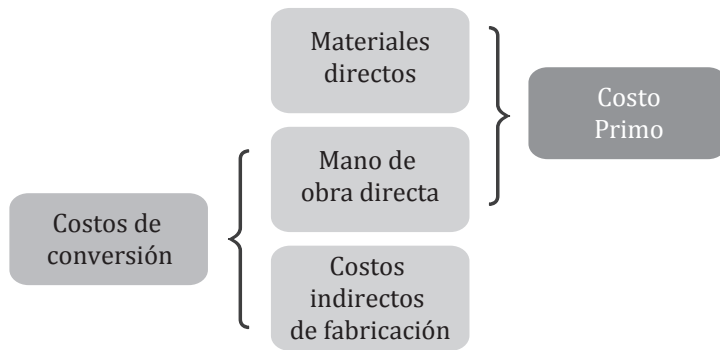 Materiales
directos
Costo
Primo
Mano de
obra directa
Costos de
conversión
Costos
indirectos
de fabricación